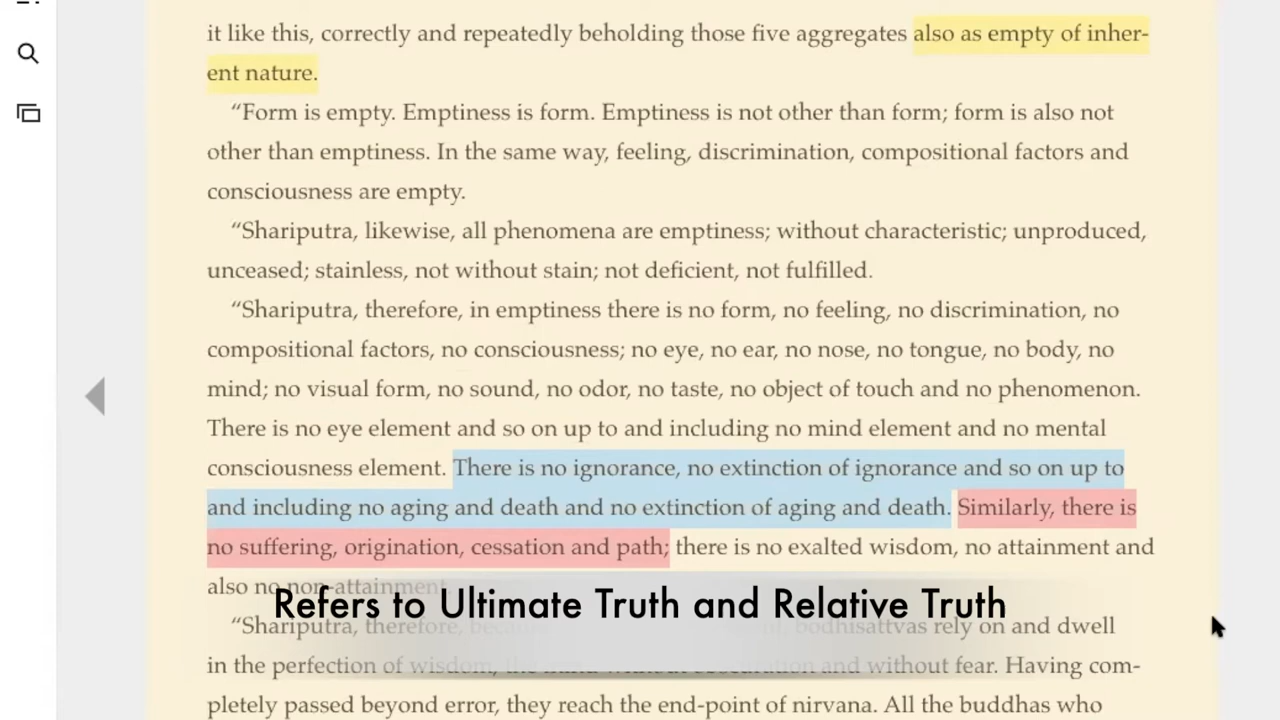 it like this, correctly and repeatedly beholding those five aggregates also as empty of inher-
ent nature.
“Form is empty. Emptiness is form. Emptiness is not other than form; form is also not
other than emptiness. In the same way, feeling, discrimination, compositional factors and
consciousness are empty.
“Shariputra, likewise, all phenomena are emptiness; without characteristic; unproduced,
unceased; stainless, not without stain; not deficient, not fulfilled.
“Shariputra, therefore, in emptiness there is no form, no feeling, no discrimination, no
compositional factors, no consciousness; no eye, no ear, no nose, no tongue, no body, no
mind; no visual form, no sound, no odor, no taste, no object of touch and no phenomenon.
There is no eye element and so on up to and including no mind element and no mental
consciousness element. There is no ignorance, no extinction of ignorance and so on up to
and including no aging and death and no extinction of aging and death. Similarly, there is
no suffering, origination, cessation and path; there is no exalted wisdom, no attainment and
also no non-attainment.
Refers to Ultimate Truth and Relative Truth
“Shariputra, therefore, bodhisattvas rely on and dwell
in the perfection of wisdom, and without fear. Having com-
pletely passed beyond error, they reach the end-point of nirvana. All the buddhas who